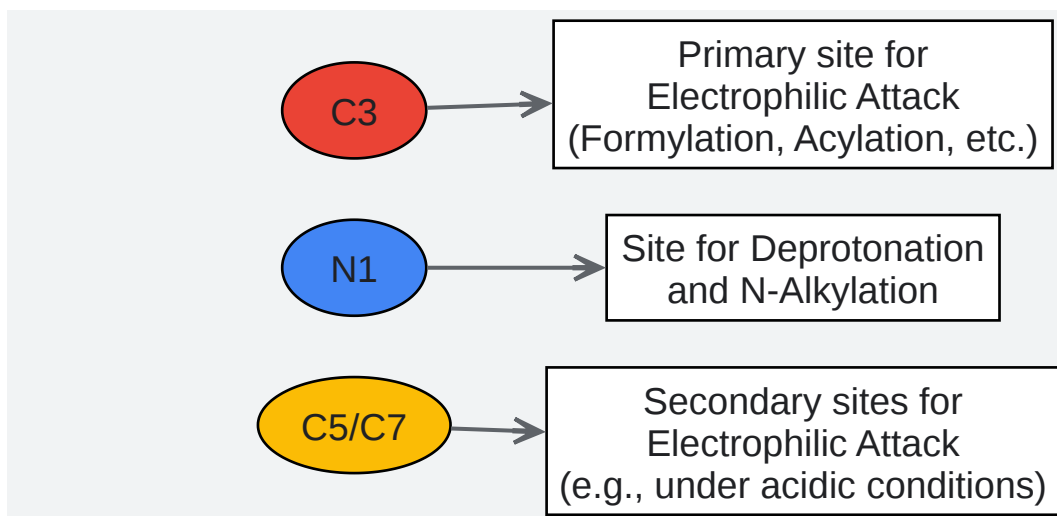 C3
Primary site for
Electrophilic Attack
(Formylation, Acylation, etc.)
N1
Site for Deprotonation
and N-Alkylation
C5/C7
Secondary sites for
Electrophilic Attack
(e.g., under acidic conditions)